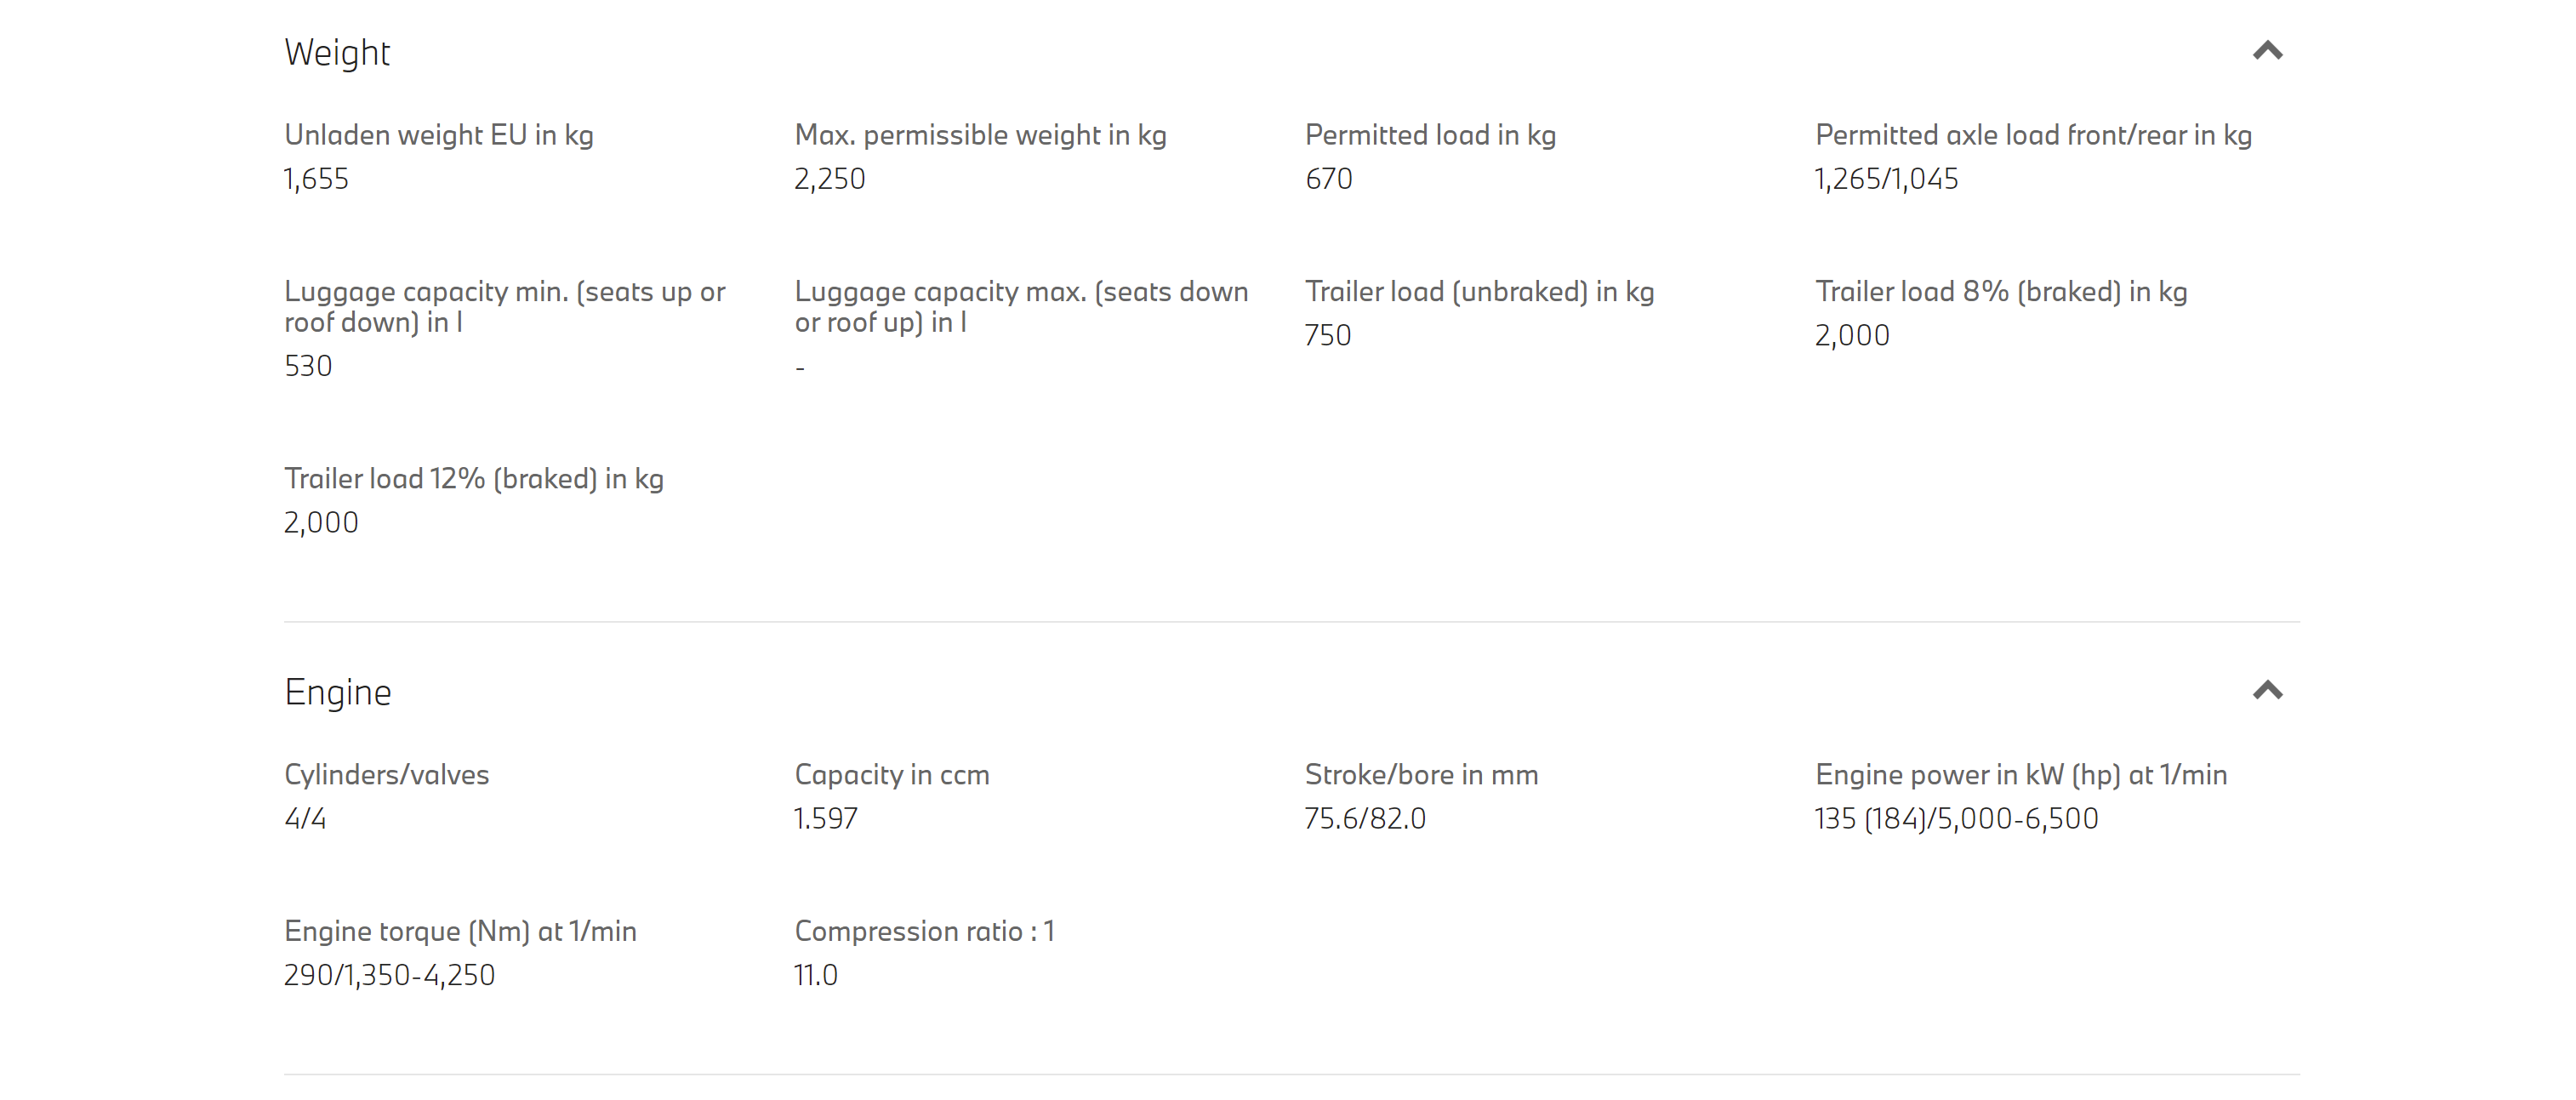 Weight
Unladen weight EU in kg
1,655
Max. permissible weight in kg
2,250
Permitted load in kg
670
Permitted axle load front/rear in kg
1,265/1,045
Luggage capacity min. (seats up or
roof down) in l
530
Luggage capacity max. (seats down
or roof up) in l
-
Trailer load (unbraked) in kg
750
Trailer load 8% (braked) in kg
2,000
Trailer load 12% (braked) in kg
2,000
Engine
Cylinders/valves
4/4
Capacity in ccm
1.597
Stroke/bore in mm
75.6/82.0
Engine power in kW (hp) at 1/min
135 (184)/5,000-6,500
Engine torque (Nm) at 1/min
290/1,350-4,250
Compression ratio : 1
11.0